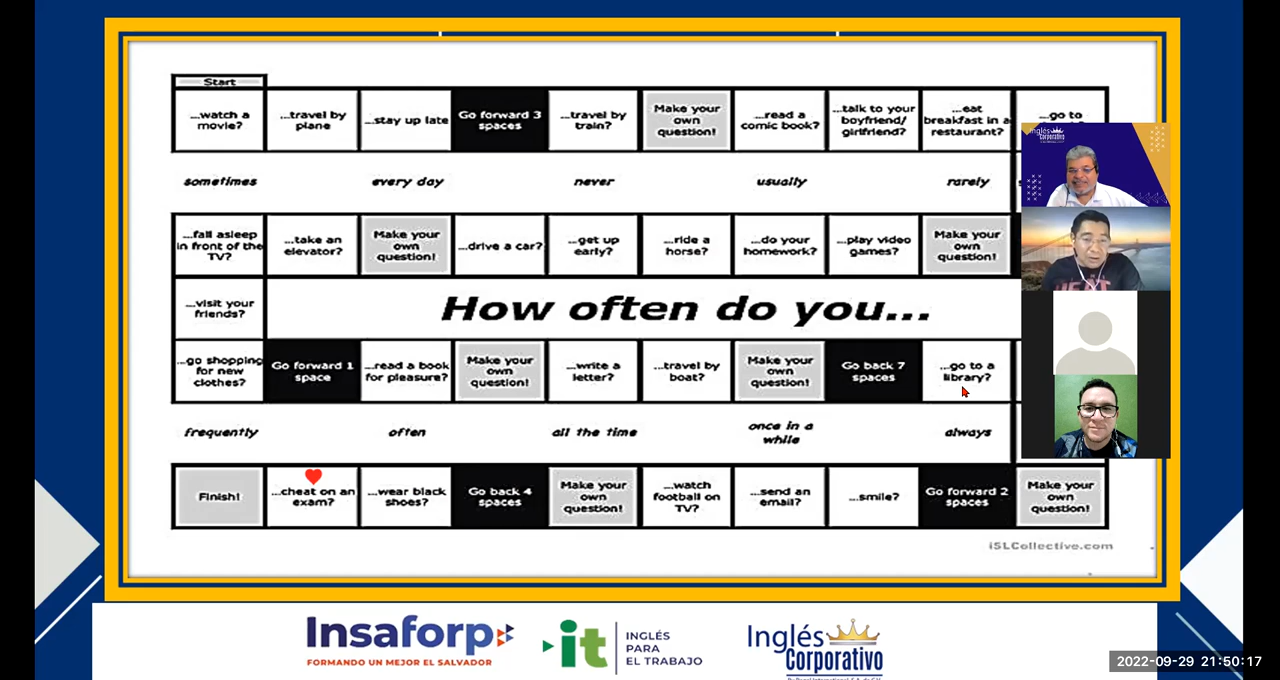 Start
...watch a
movie?
...travel by
plane
...stay up late
Go forward 3
spaces
...travel by
train?
Make your
own
question!
...read a
comic book?
...talk to your
boyfriend/
girlfriend?
...eat
breakfast in a
restaurant?
...go to
sometimes
every day
never
usually
rarely
...fall asleep
in front of the
TV?
...take an
elevator?
Make your
own
question!
...drive a car?
...get up
early?
...ride a
horse?
...do your
homework?
...play video
games?
Make your
own
question!
...visit your
friends?
How often do you...
...go shopping
for new
clothes?
Go forward 1
space
...read a book
for pleasure?
Make your
own
question!
...write a
letter?
...travel by
boat?
Make your
own
question!
Go back 7
spaces
...go to a
library?
frequently
often
all the time
once in a
while
always
Finish!
...cheat on an
exam?
...wear black
shoes?
Go back 4
spaces
Make your
own
question!
...watch
football on
TV?
...send an
email?
...smile?
Go forward 2
spaces
Make your
own
question!
iSLCollective.com
Inglés
Corporativo
HEAT
Insaforp
FORMANDO UN MEJOR EL SALVADOR
it
INGLÉS
PARA
EL TRABAJO
Inglés
Corporativo
2022-09-29 21:50:17